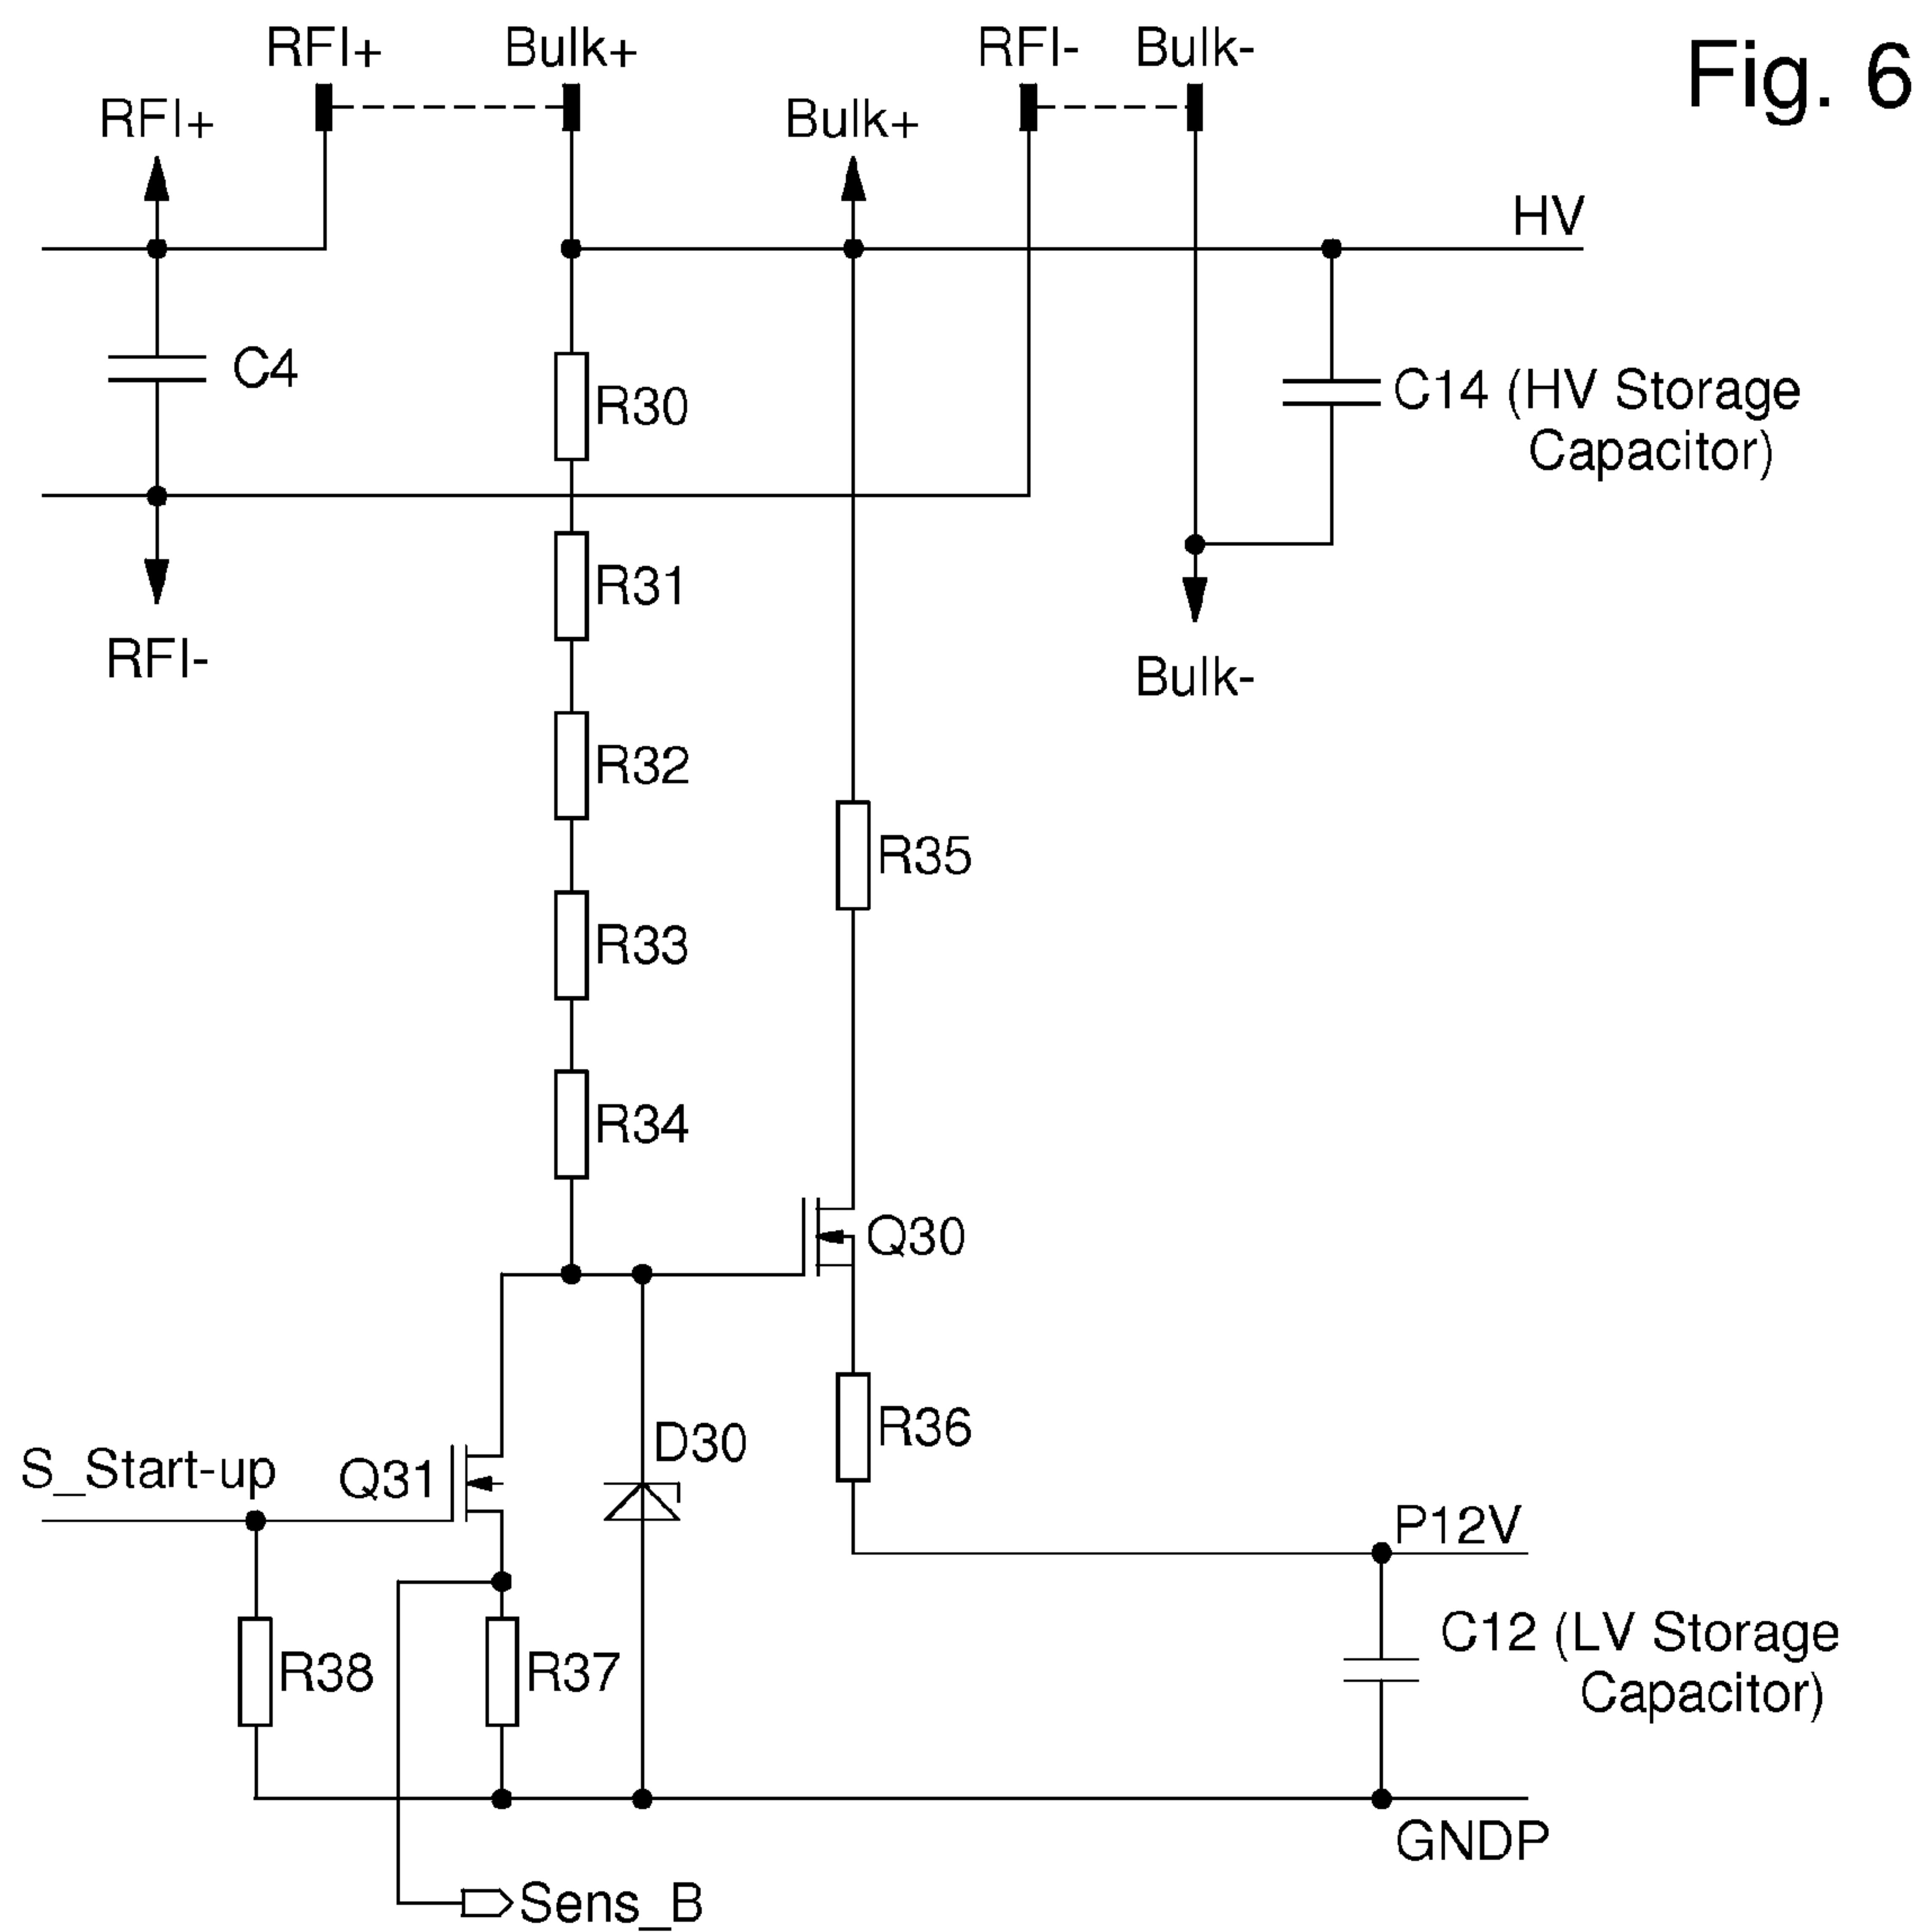 RFI+
Bulk+
RFI-
Bulk-
Fig. 6
RFI+
Bulk+
HV
C4
R30
C14 (HV Storage
Capacitor)
R31
RFI-
Bulk-
R32
R35
R33
R34
Q30
R36
D30
S_Start-up
Q31
P12V
C12 (LV Storage
Capacitor)
R38
R37
GNDP
Sens_B